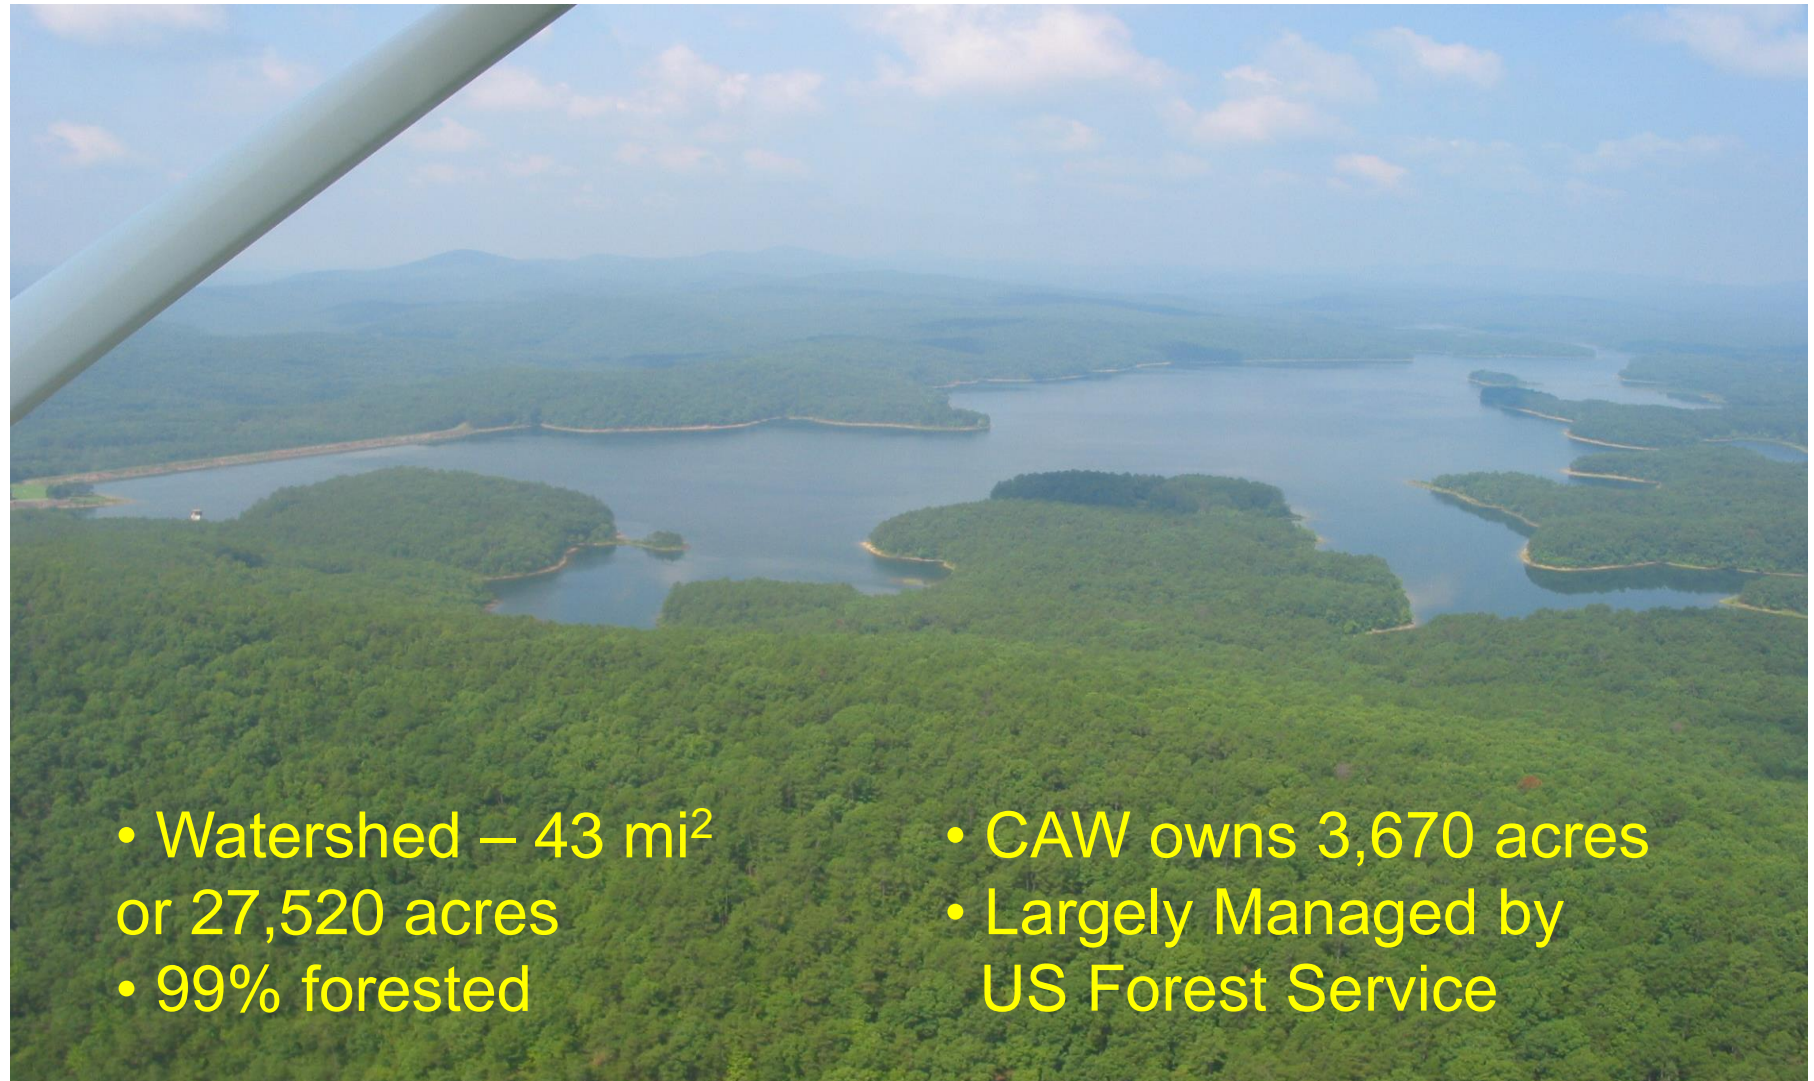 • Watershed – 43 mi²
or 27,520 acres
• 99% forested
• CAW owns 3,670 acres
• Largely Managed by
US Forest Service